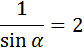 1/sin α = 2